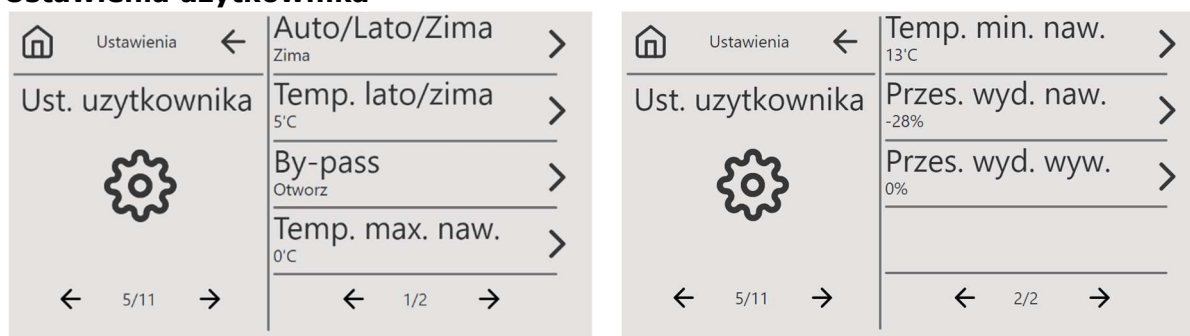 Ustawienia użytkownika
Ustawienia
Ust. uzytkownika
5/11
Auto/Lato/Zima
Zima
Temp. lato/zima
5'C
By-pass
Otworz
Temp. max. naw.
0'C
1/2
Ustawienia
Ust. uzytkownika
5/11
Temp. min. naw.
13'C
Przes. wyd. naw.
-28%
Przes. wyd. wyw.
0%
2/2